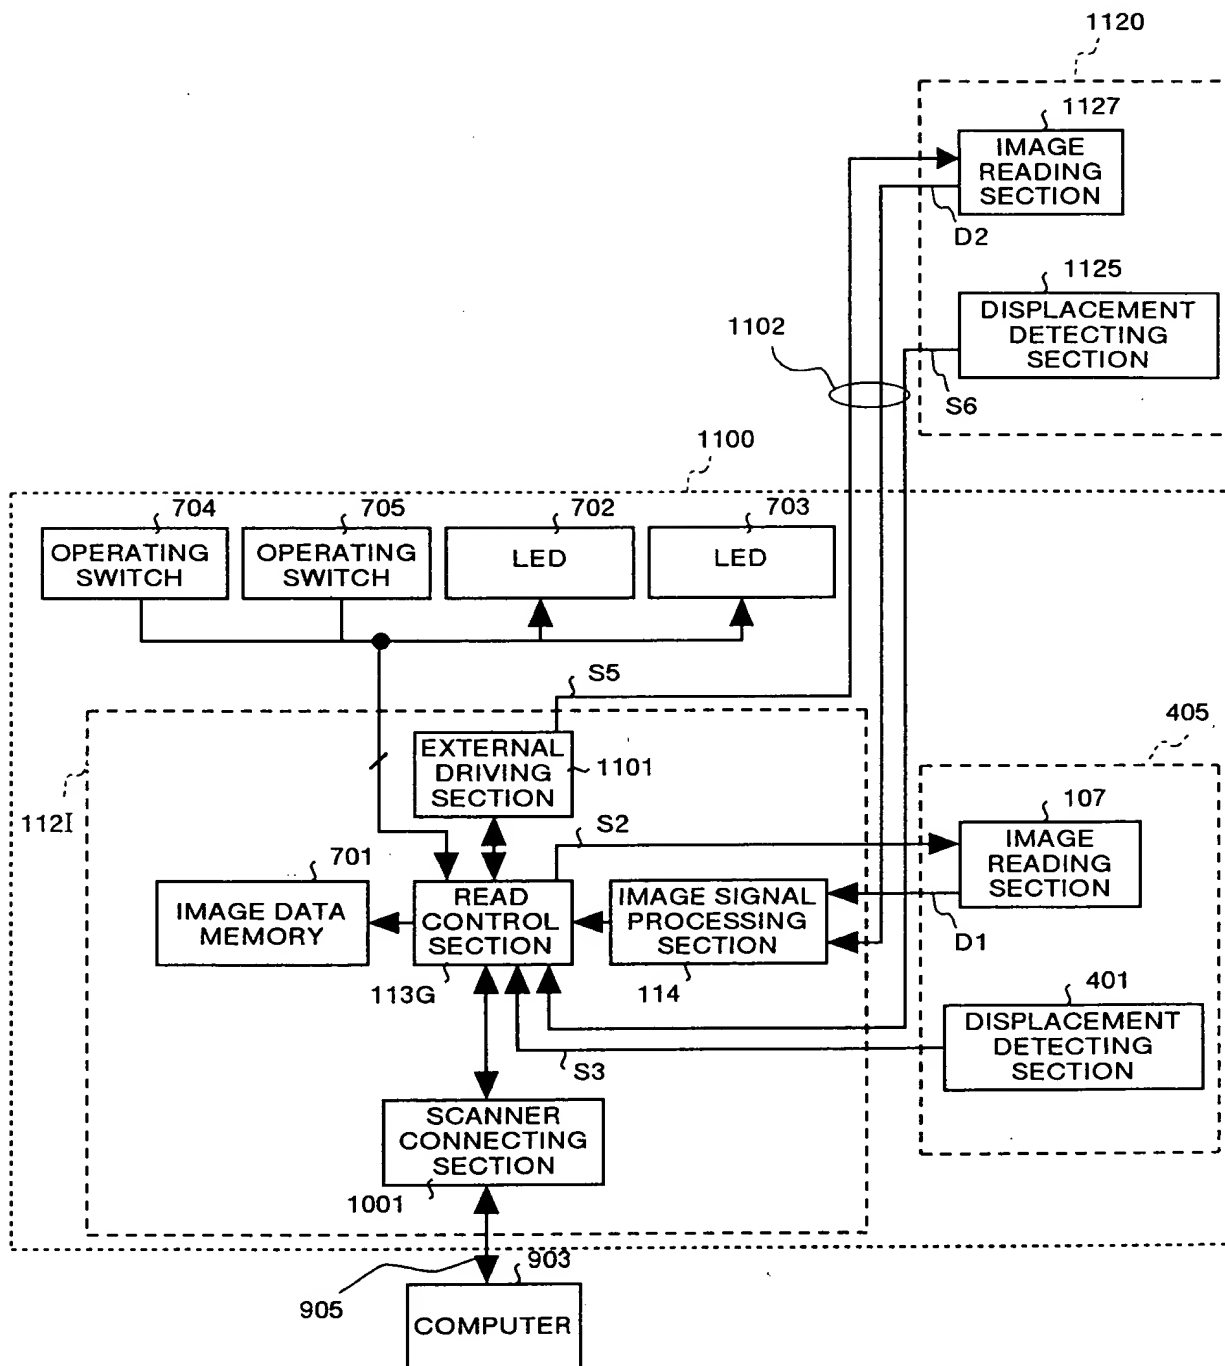 1120
1127
IMAGE
READING
SECTION
D2
1125
DISPLACEMENT
DETECTING
SECTION
S6
1102
1100
704
705
702
703
OPERATING
SWITCH
OPERATING
SWITCH
LED
LED
S5
405
EXTERNAL
DRIVING
SECTION
1101
112I
S2
107
IMAGE
READING
SECTION
701
IMAGE DATA
MEMORY
READ
CONTROL
SECTION
IMAGE SIGNAL
PROCESSING
SECTION
D1
113G
114
401
DISPLACEMENT
DETECTING
SECTION
S3
SCANNER
CONNECTING
SECTION
1001
903
905
COMPUTER